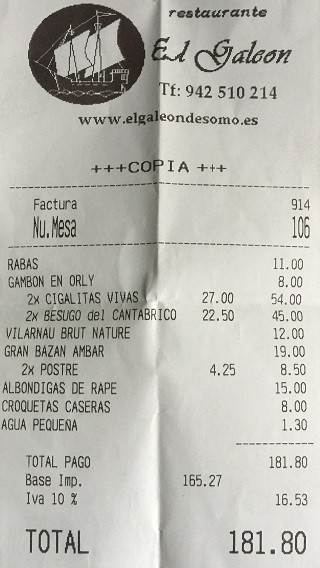 restaurante
El Galeon
Tf: 942 510 214
www.elgaleondesomo.es
+++COPIA +++
Factura 914
Nu.Mesa 106
RABAS 11.00
GAMBON EN ORLY 8.00
2x CIGALITAS VIVAS 27.00 54.00
2x BESUGO del CANTABRICO 22.50 45.00
VILARNAU BRUT NATURE 12.00
GRAN BAZAN AMBAR 19.00
2x POSTRE 4.25 8.50
ALBONDIGAS DE RAPE 15.00
CROQUETAS CASERAS 8.00
AGUA PEQUEÑA 1.30
TOTAL PAGO 181.80
Base Imp. 165.27
Iva 10 % 16.53
TOTAL 181.80